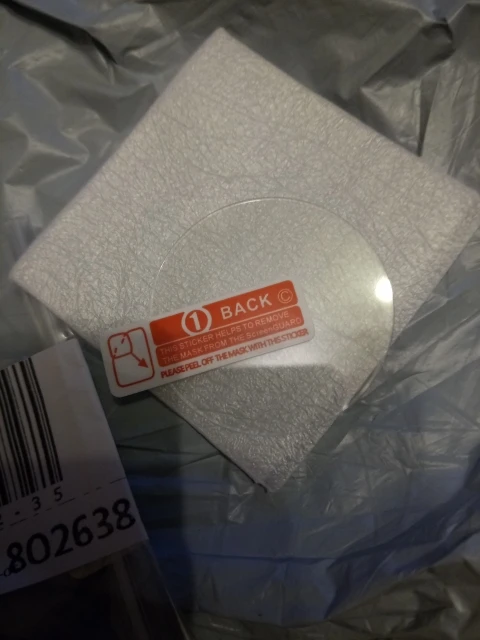 1 BACK ©
THIS STICKER HELPS TO REMOVE
THE MASK FROM THE ScreenGUARD
PLEASE PEEL OFF THE MASK WITH THE STICKER
-35
802638